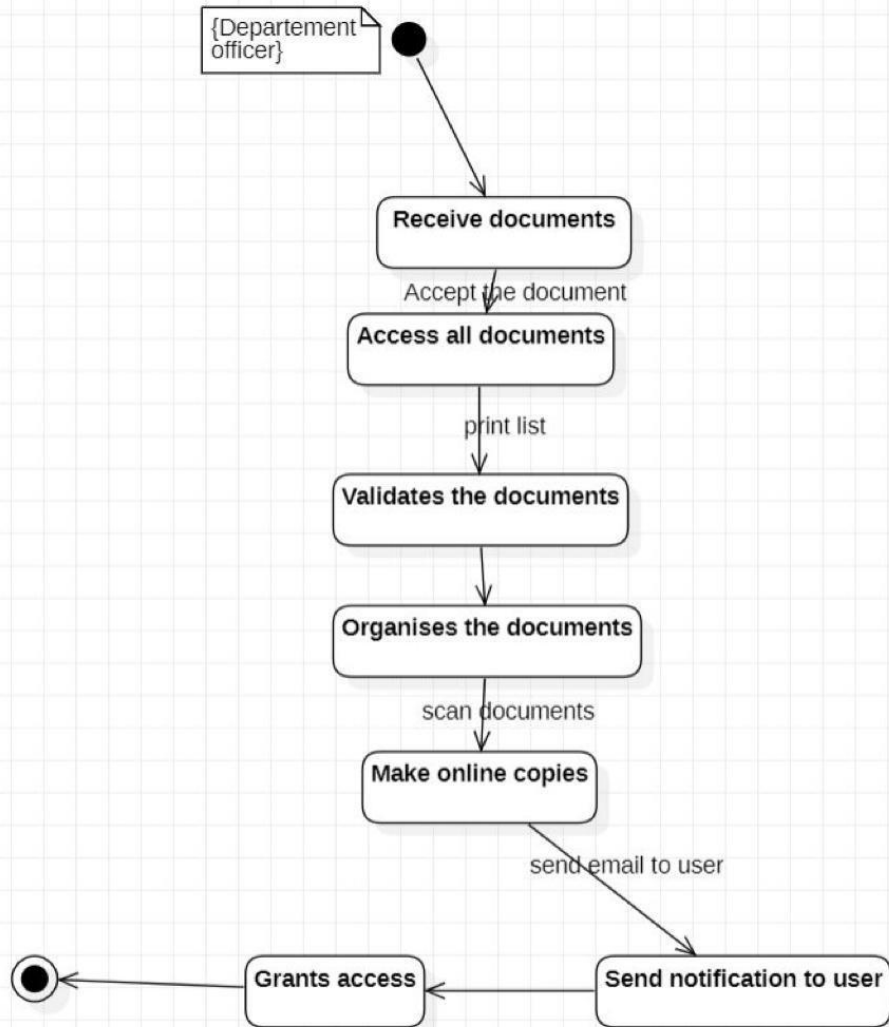 {Departement
officer}
Receive documents
Accept the document
Access all documents
print list
Validates the documents
Organises the documents
scan documents
Make online copies
send email to user
Grants access
Send notification to user